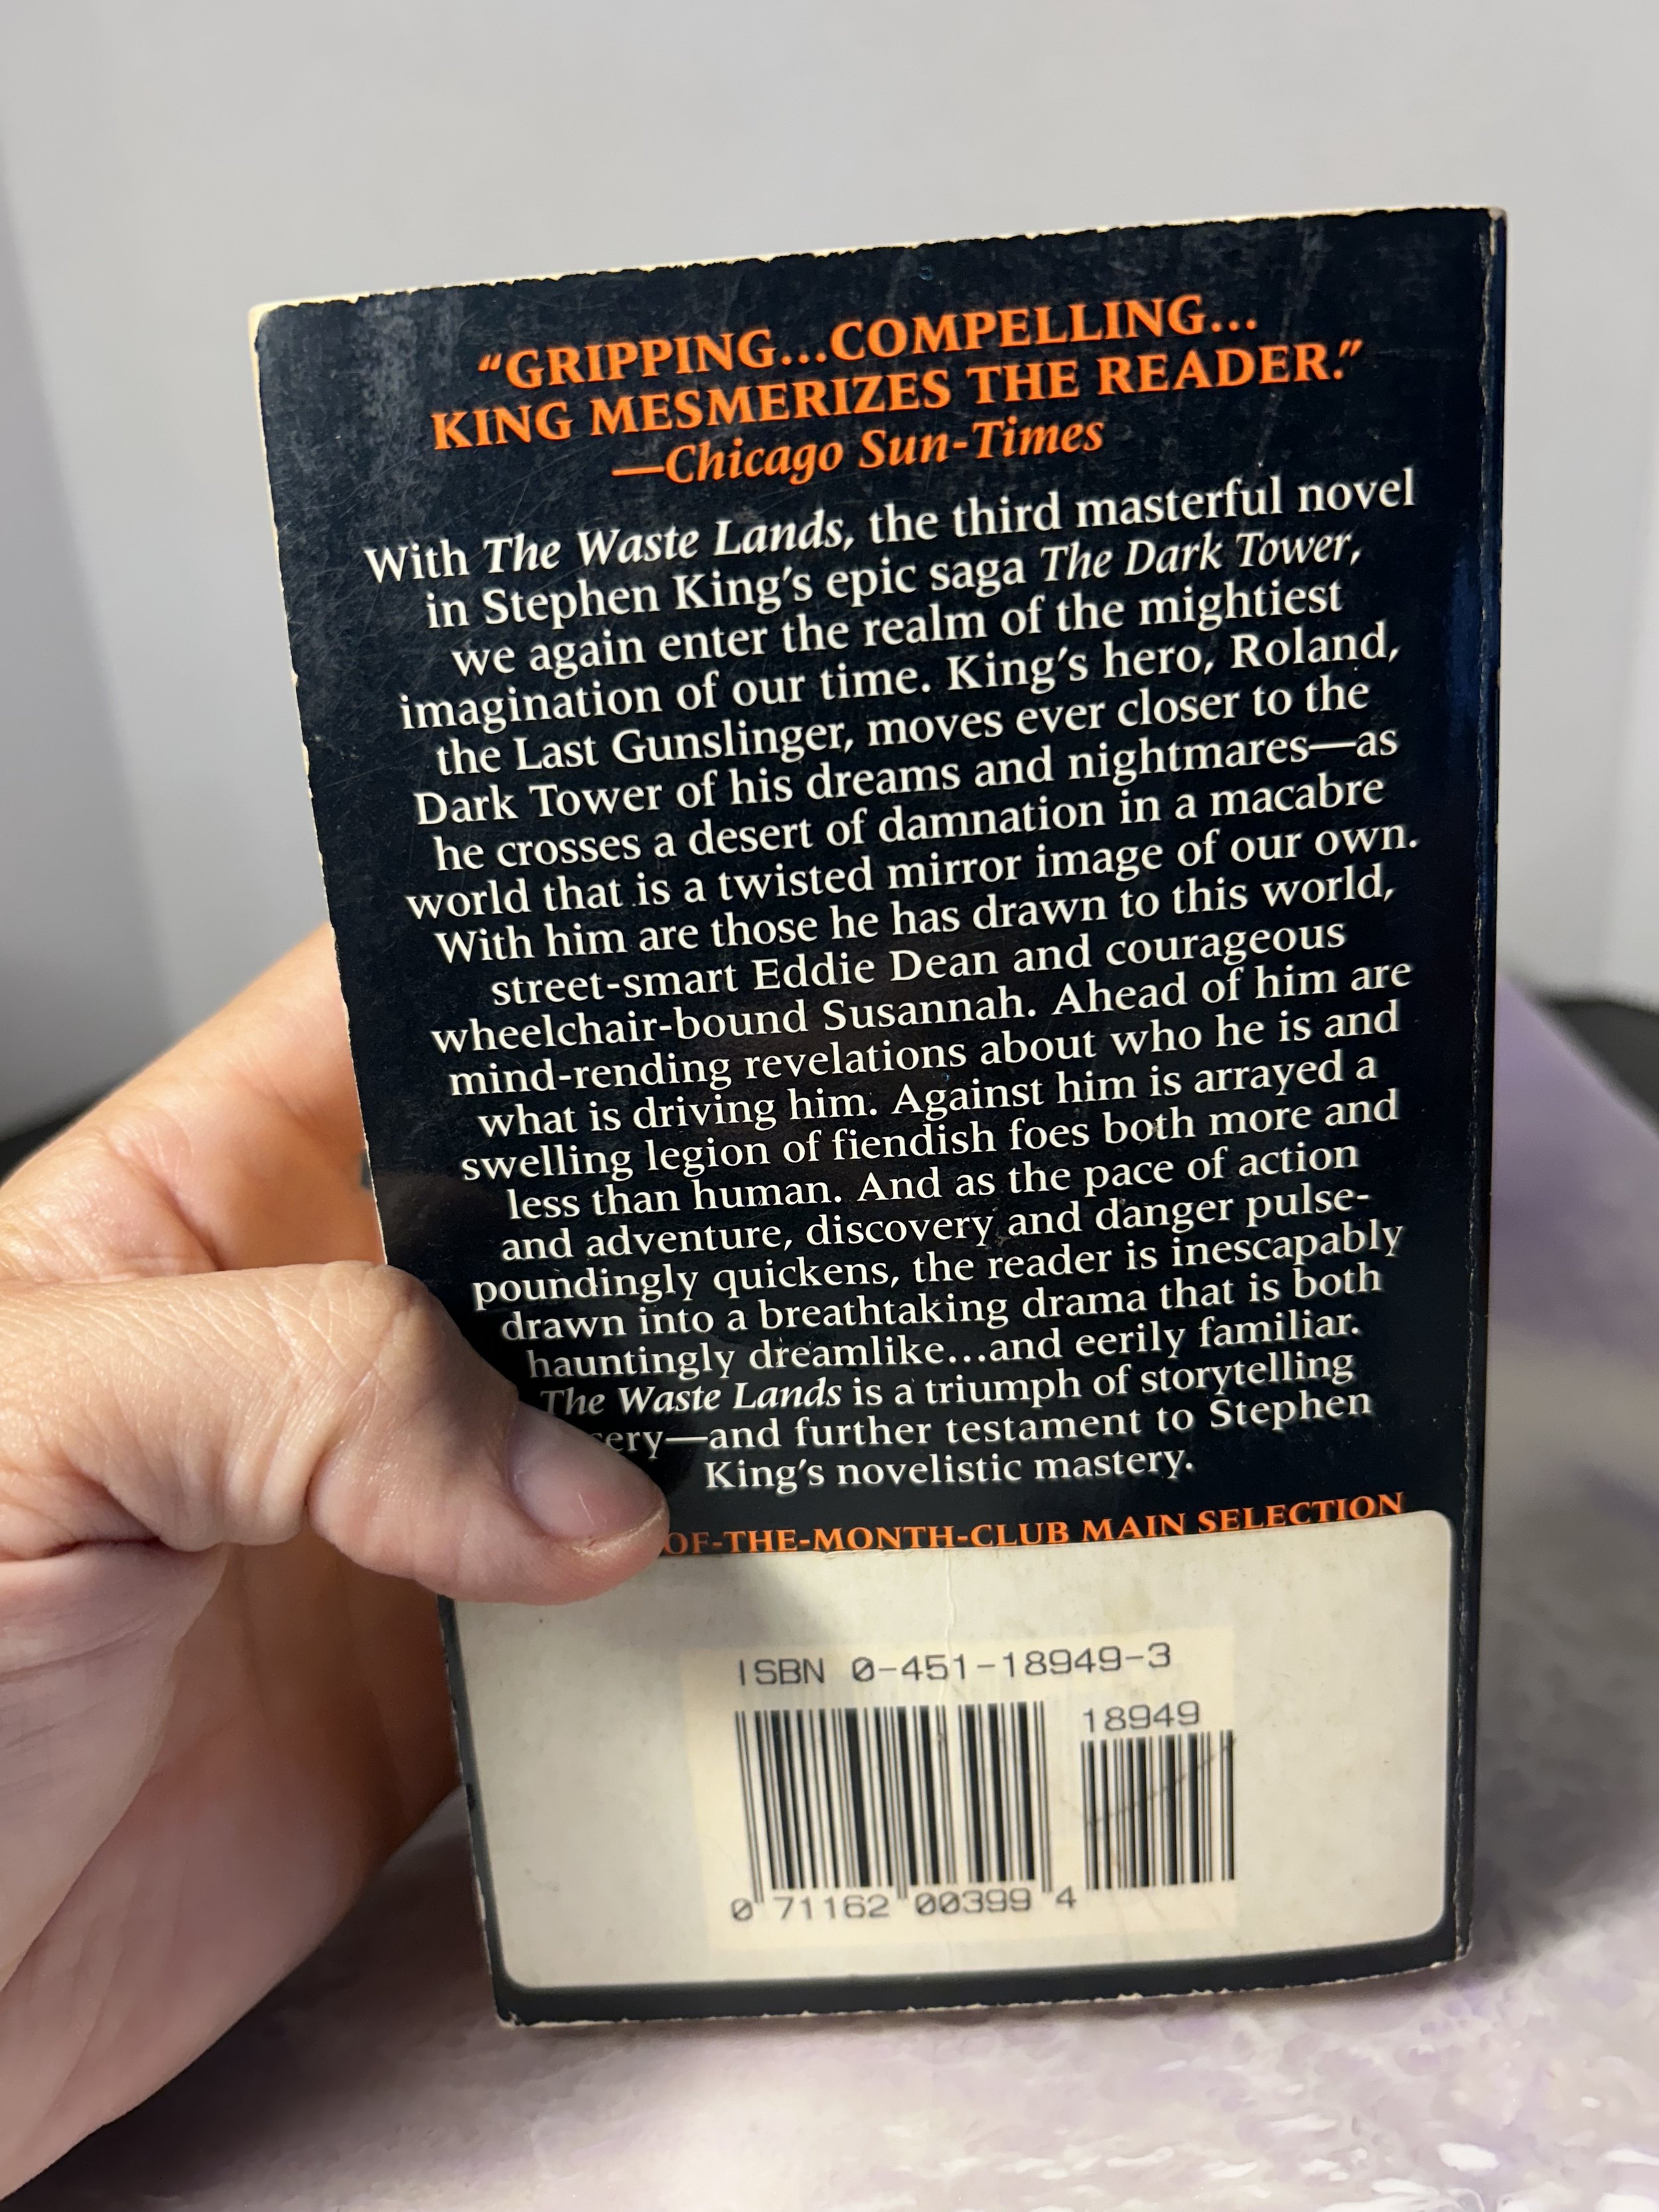 “GRIPPING...COMPELLING...
KING MESMERIZES THE READER.”
—Chicago Sun-Times
With The Waste Lands, the third masterful novel
in Stephen King's epic saga The Dark Tower,
we again enter the realm of the mightiest
imagination of our time. King's hero, Roland,
the Last Gunslinger, moves ever closer to the
Dark Tower of his dreams and nightmares—as
he crosses a desert of damnation in a macabre
world that is a twisted mirror image of our own.
With him are those he has drawn to this world,
street-smart Eddie Dean and courageous
wheelchair-bound Susannah. Ahead of him are
mind-rending revelations about who he is and
what is driving him. Against him is arrayed a
swelling legion of fiendish foes both more and
less than human. And as the pace of action
and adventure, discovery and danger pulse-
poundingly quickens, the reader is inescapably
drawn into a breathtaking drama that is both
hauntingly dreamlike...and eerily familiar.
The Waste Lands is a triumph of storytelling
—and further testament to Stephen
King's novelistic mastery.
OF-THE-MONTH-CLUB MAIN SELECTION
ISBN 0-451-18949-3
18949
0 71162 00399 4